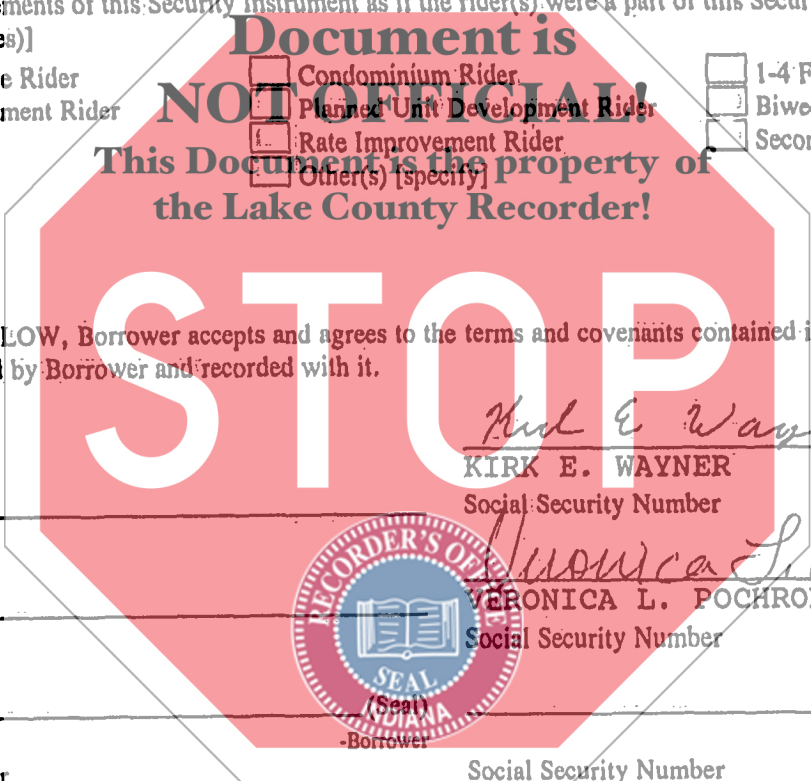 ments of this Security Instrument as if the rider(s) were a part of this Secur
s)]
Document is
e Rider Condominium Rider 1-4 F
ment Rider Planned Unit Development Rider Biwe
NOT OFFICIAL!
Rate Improvement Rider Secon
This Document is the property of
Other(s) [specify]
the Lake County Recorder!
STOP
LOW, Borrower accepts and agrees to the terms and covenants contained i
by Borrower and recorded with it.
Kirk E Way
KIRK E. WAYNER
Social Security Number
Veronica L.
VERONICA L. POCHRO
Social Security Number
RECORDER'S OFFICE
SEAL
INDIANA
(Seal)
-Borrower
Social Security Number